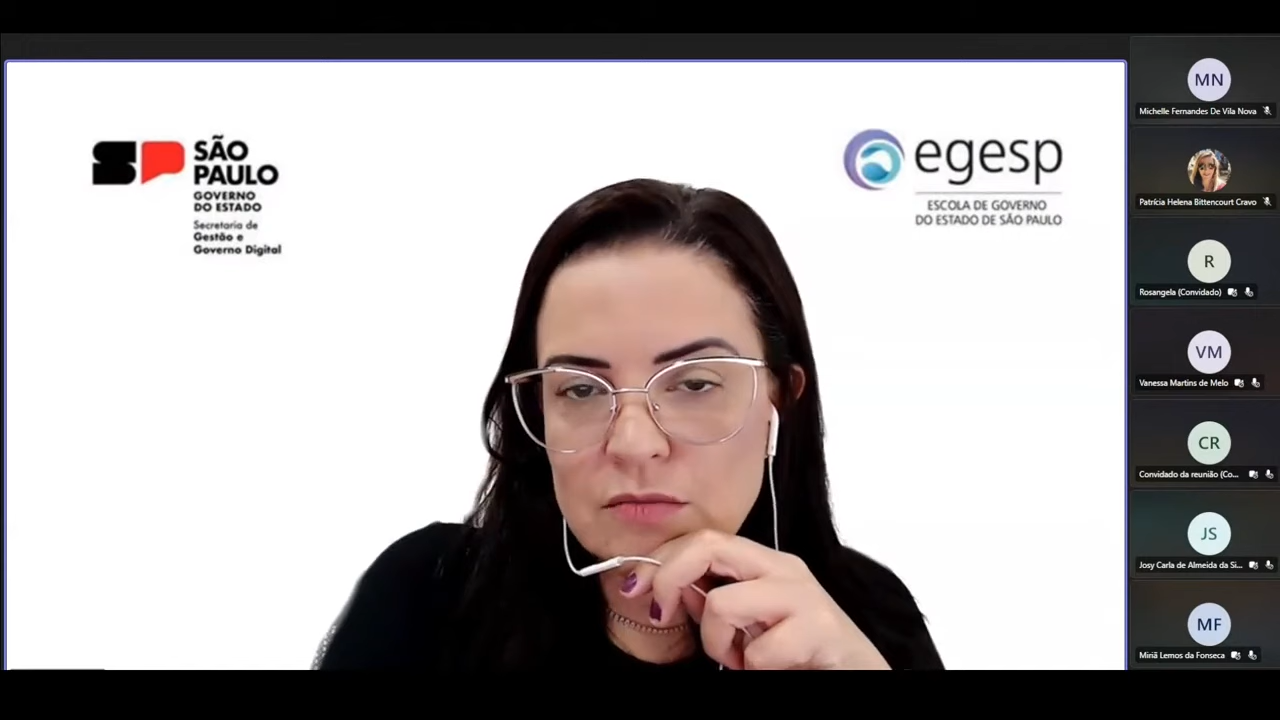 SÃO
PAULO
GOVERNO
DO ESTADO
Secretaria de
Gestão e
Governo Digital
egesp
ESCOLA DE GOVERNO
DO ESTADO DE SÃO PAULO
MN
Michelle Fernandes De Vila Nova
Patrícia Helena Bittencourt Cravo
R
Rosangela (Convidado)
VM
Vanessa Martins de Melo
CR
Convidado da reunião (Co...
JS
Josy Carla de Almeida da Si...
MF
Miriã Lemos da Fonseca